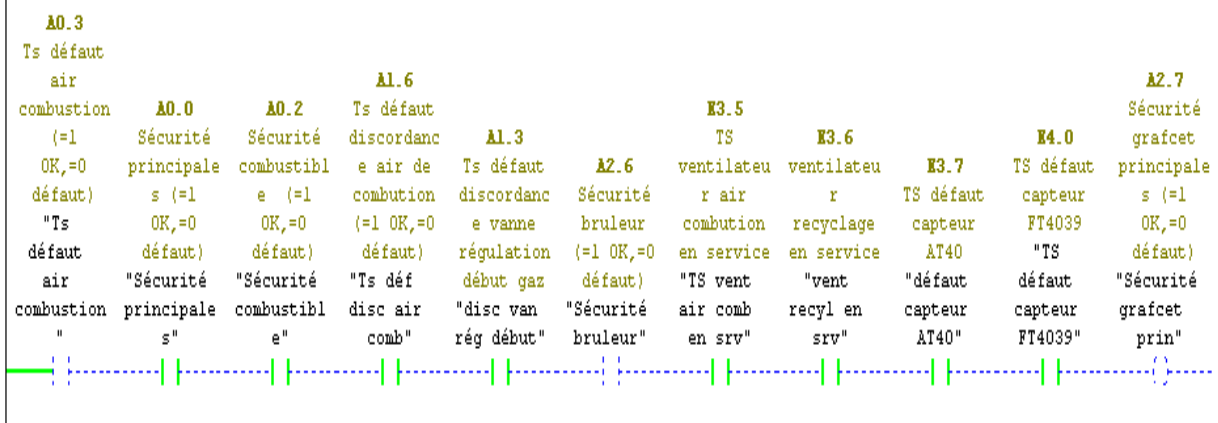 A0.3
Ts défaut
air
combustion
(=1
OK,=0
défaut)
"Ts
défaut
air
combustion
"
A0.0
Sécurité
principale
s (=1
OK,=0
défaut)
"Sécurité
principale
s"
A0.2
Sécurité
combustibl
e (=1
OK,=0
défaut)
"Sécurité
combustibl
e"
A1.6
Ts défaut
discordanc
e air de
combution
(=1 OK,=0
défaut)
"Ts déf
disc air
comb"
A1.3
Ts défaut
discordanc
e vanne
régulation
début gaz
"disc van
rég début"
A2.6
Sécurité
bruleur
(=1 OK,=0
défaut)
"Sécurité
bruleur"
E3.5
TS
ventilateu
r air
combution
en service
"TS vent
air comb
en srv"
E3.6
ventilateu
r
recyclage
en service
"vent
recyl en
srv"
E3.7
TS défaut
capteur
AT40
"défaut
capteur
AT40"
E4.0
TS défaut
capteur
FT4039
"TS
défaut
capteur
FT4039"
A2.7
Sécurité
grafcet
principale
s (=1
OK,=0
défaut)
"Sécurité
grafcet
prin"